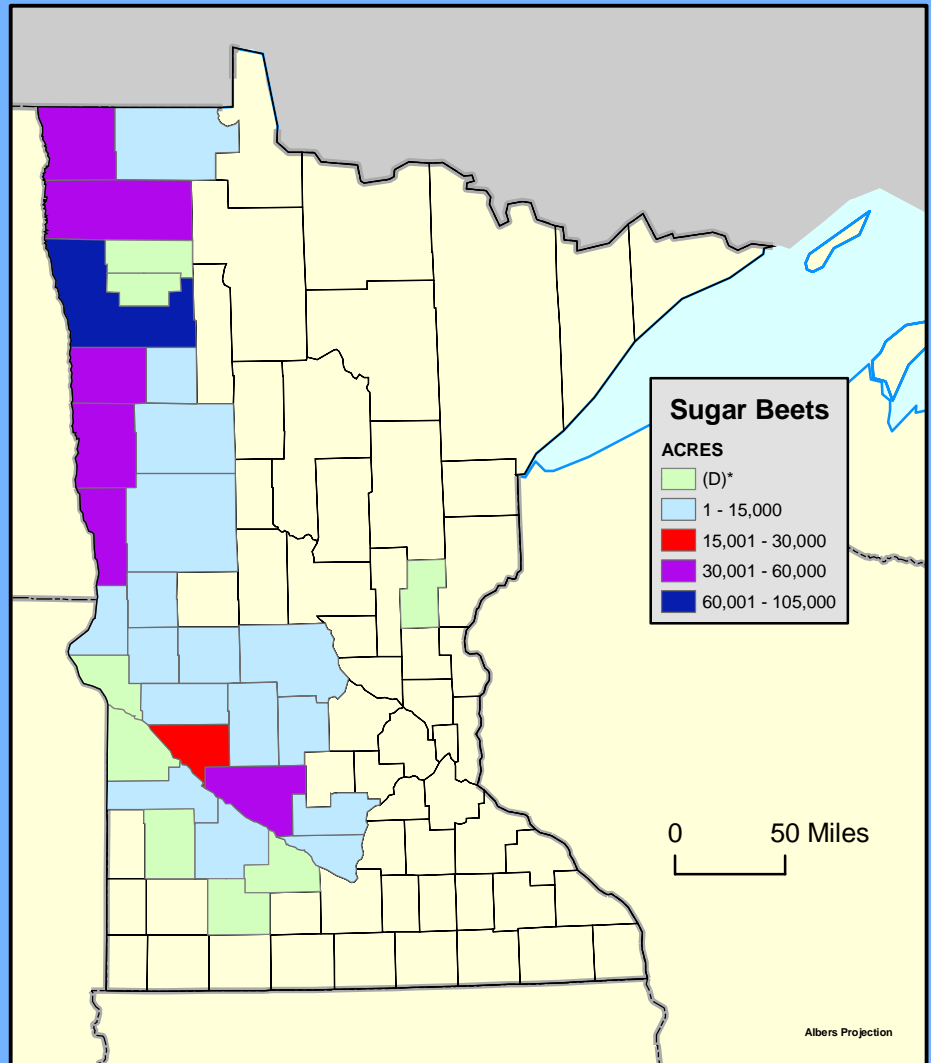 Sugar Beets
ACRES
(D)*
1 - 15,000
15,001 - 30,000
30,001 - 60,000
60,001 - 105,000
0 50 Miles
Albers Projection